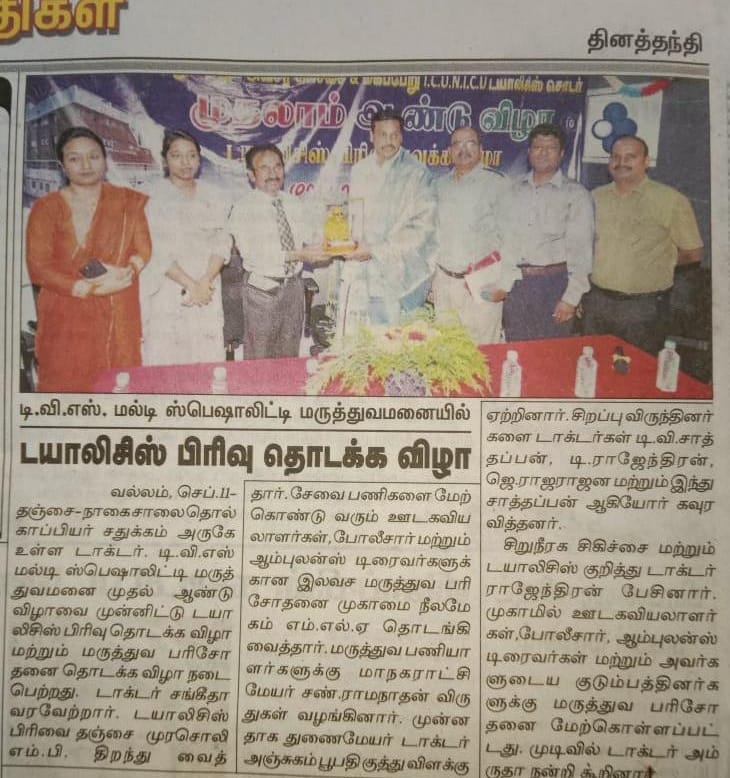 திகள்
தினத்தந்தி
I.C.U.N.I.C.U டயாலிசிஸ் சென்டர்
முதலாம் ஆண்டு விழா
டி.வி.எஸ். மல்டி ஸ்பெஷாலிட்டி மருத்துவமனையில்
டயாலிசிஸ் பிரிவு தொடக்க விழா
வல்லம், செப்.11-
தஞ்சை-நாகைசாலைதொல்
காப்பியர் சதுக்கம் அருகே
உள்ள டாக்டர். டி.வி.எஸ்
மல்டி ஸ்பெஷாலிட்டி மருத்
துவமனை முதல் ஆண்டு
விழாவை முன்னிட்டு டயா
லிசிஸ் பிரிவு தொடக்க விழா
மற்றும் மருத்துவ பரிசோ
தனை தொடக்க விழா நடை
பெற்றது. டாக்டர் சங்கீதா
வரவேற்றார். டயாலிசிஸ்
பிரிவை தஞ்சை முரசொலி
எம்.பி. திறந்து வைத்
தார். சேவை பணிகளை மேற்
கொண்டு வரும் ஊடகவிய
லாளர்கள்,போலீசார் மற்றும்
ஆம்புலன்ஸ் டிரைவர்களுக்
கான இலவச மருத்துவ பரி
சோதனை முகாமை நீலமே
கம் எம்.எல்.ஏ தொடங்கி
வைத்தார். மருத்துவ பணியா
ளர்களுக்கு மாநகராட்சி
மேயர் சண்.ராமநாதன் விரு
துகள் வழங்கினார். முன்ன
தாக துணைமேயர் டாக்டர்
அஞ்சுகம் பூபதி குத்து விளக்கு
ஏற்றினார். சிறப்பு விருந்தினர்
களை டாக்டர்கள் டி.வி.சாத்
தப்பன், டி.ராஜேந்திரன்,
ஜெ.ராஜராஜன் மற்றும் இந்து
சாத்தப்பன் ஆகியோர் கவுர
வித்தனர்.
சிறுநீரக சிகிச்சை மற்றும்
டயாலிசிஸ் குறித்து டாக்டர்
ராஜேந்திரன் பேசினார்.
முகாமில் ஊடகவியலாளர்
கள்,போலீசார், ஆம்புலன்ஸ்
டிரைவர்கள் மற்றும் அவர்க
ளுடைய குடும்பத்தினர்க
ளுக்கு மருத்துவ பரிசோ
தனை மேற்கொள்ளப்பட்
டது. முடிவில் டாக்டர் அம்
ருதா நன்றி கூறினார்.